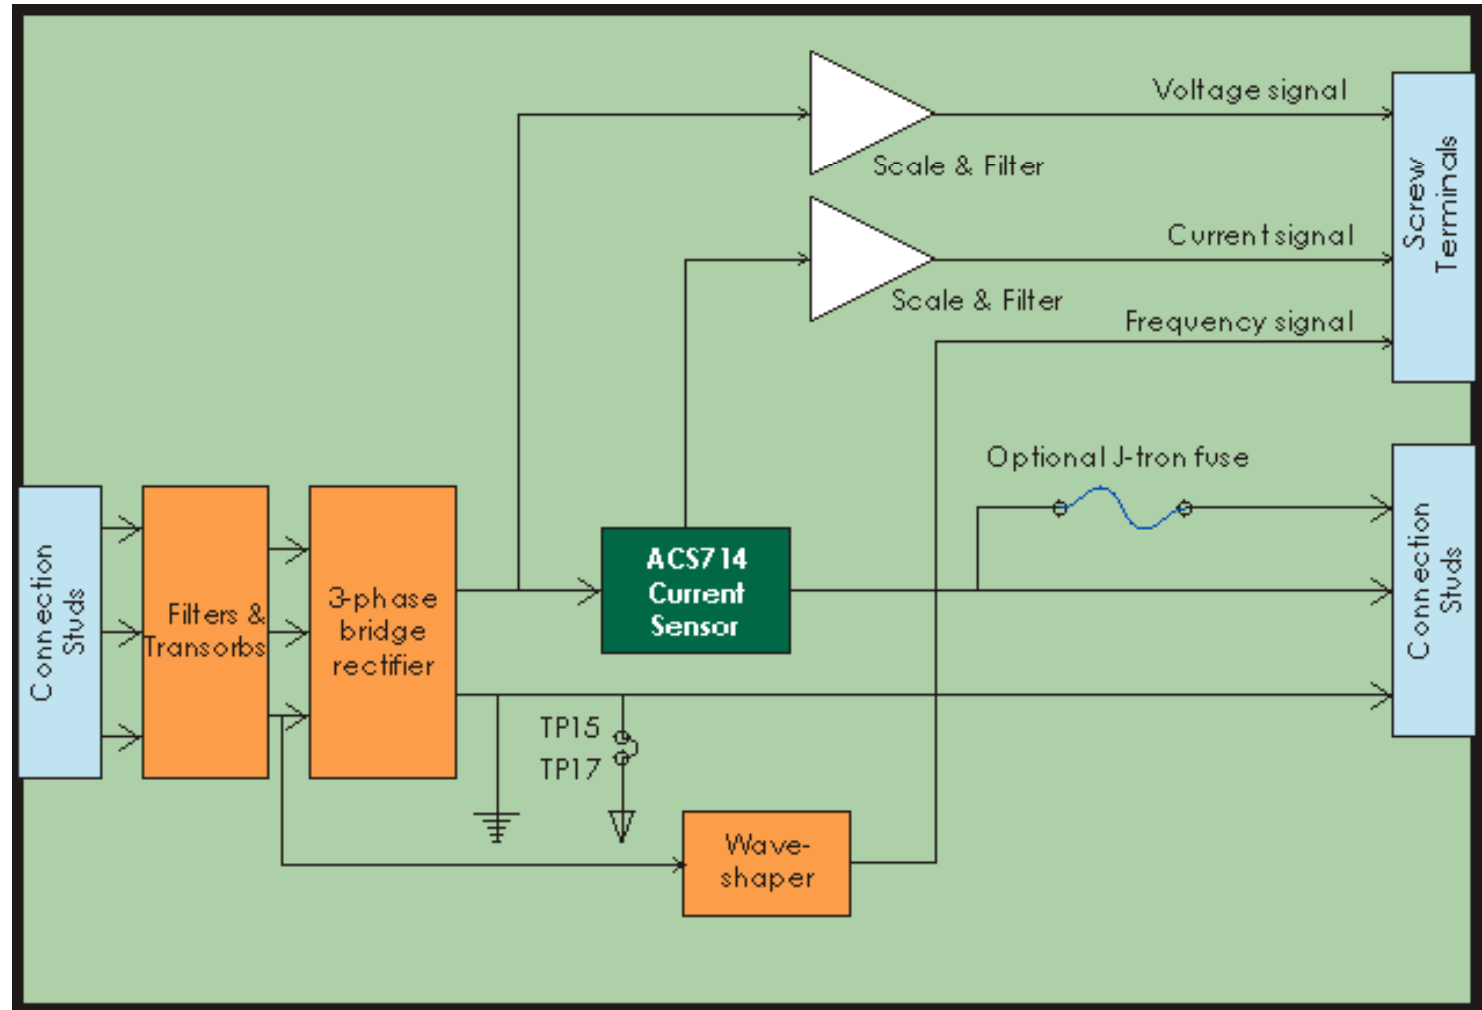 Voltage signal
Scale & Filter
Current signal
Scale & Filter
Frequency signal
Screw
Terminals
Optional J-tron fuse
Connection
Studs
Filters &
Transorbs
3-phase
bridge
rectifier
ACS714
Current
Sensor
Connection
Studs
TP15
TP17
Wave-
shaper